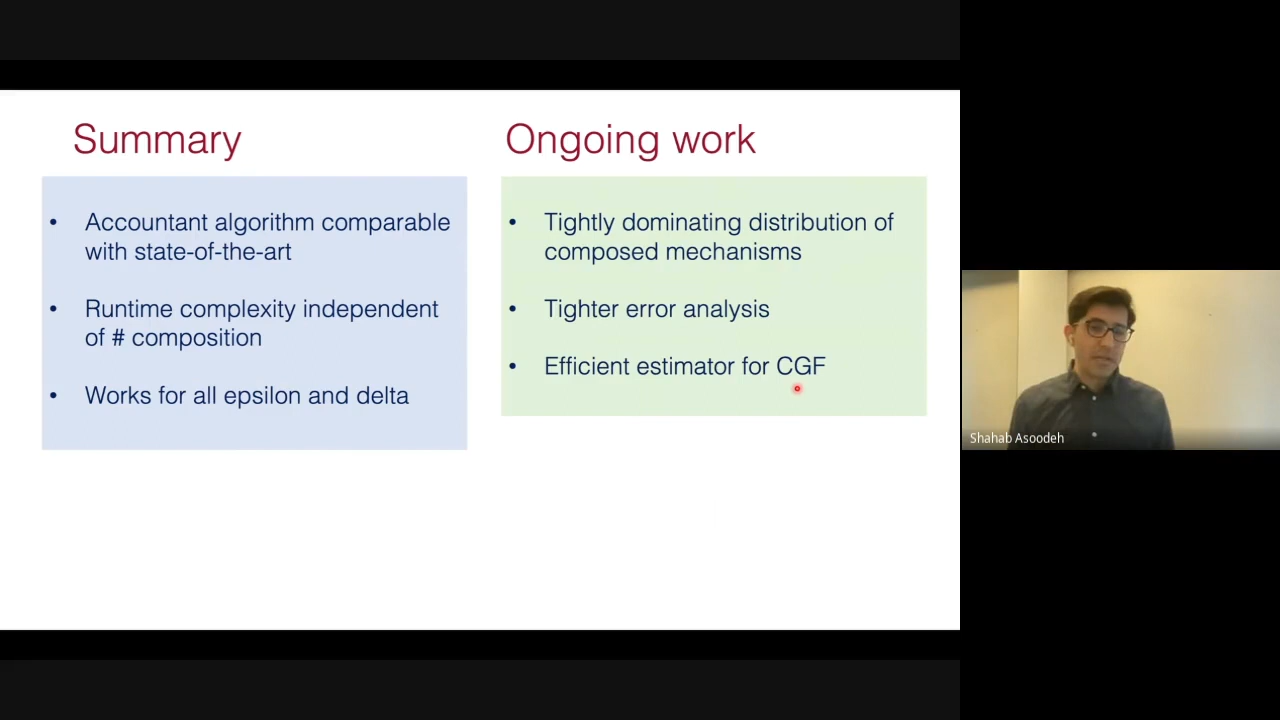 Summary
• Accountant algorithm comparable
with state-of-the-art
• Runtime complexity independent
of # composition
• Works for all epsilon and delta
Ongoing work
• Tightly dominating distribution of
composed mechanisms
• Tighter error analysis
• Efficient estimator for CGF
Shahab Asoodeh